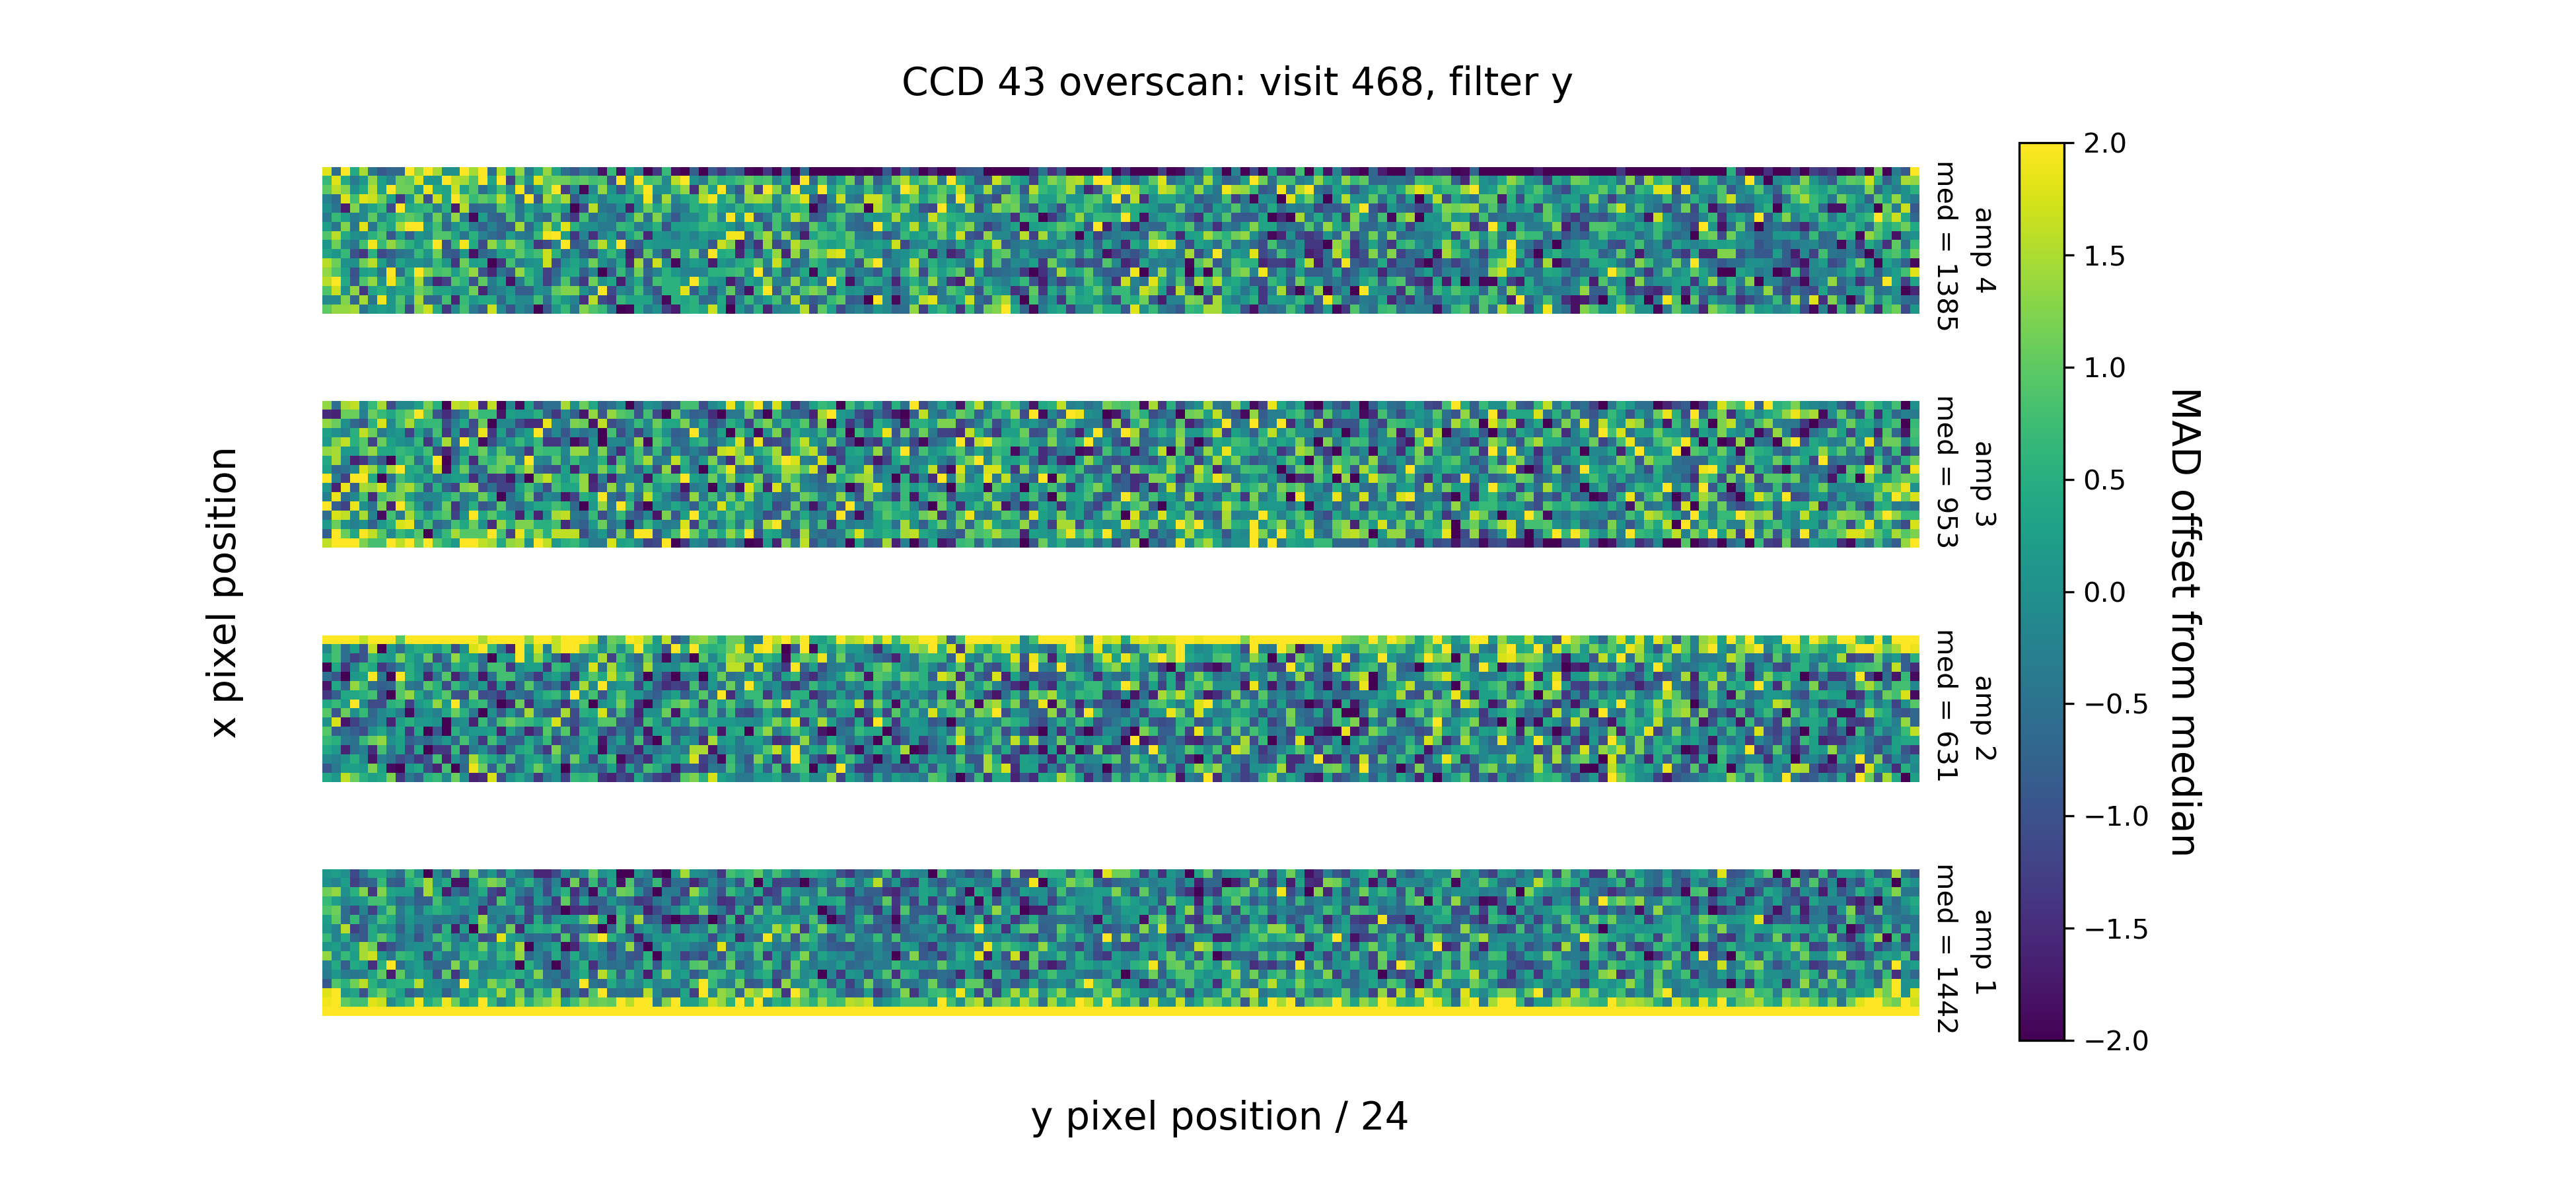 CCD 43 overscan: visit 468, filter y
x pixel position
amp 4
med = 1385
amp 3
med = 953
amp 2
med = 631
amp 1
med = 1442
y pixel position / 24
2.0
1.5
1.0
0.5
0.0
−0.5
−1.0
−1.5
−2.0
MAD offset from median